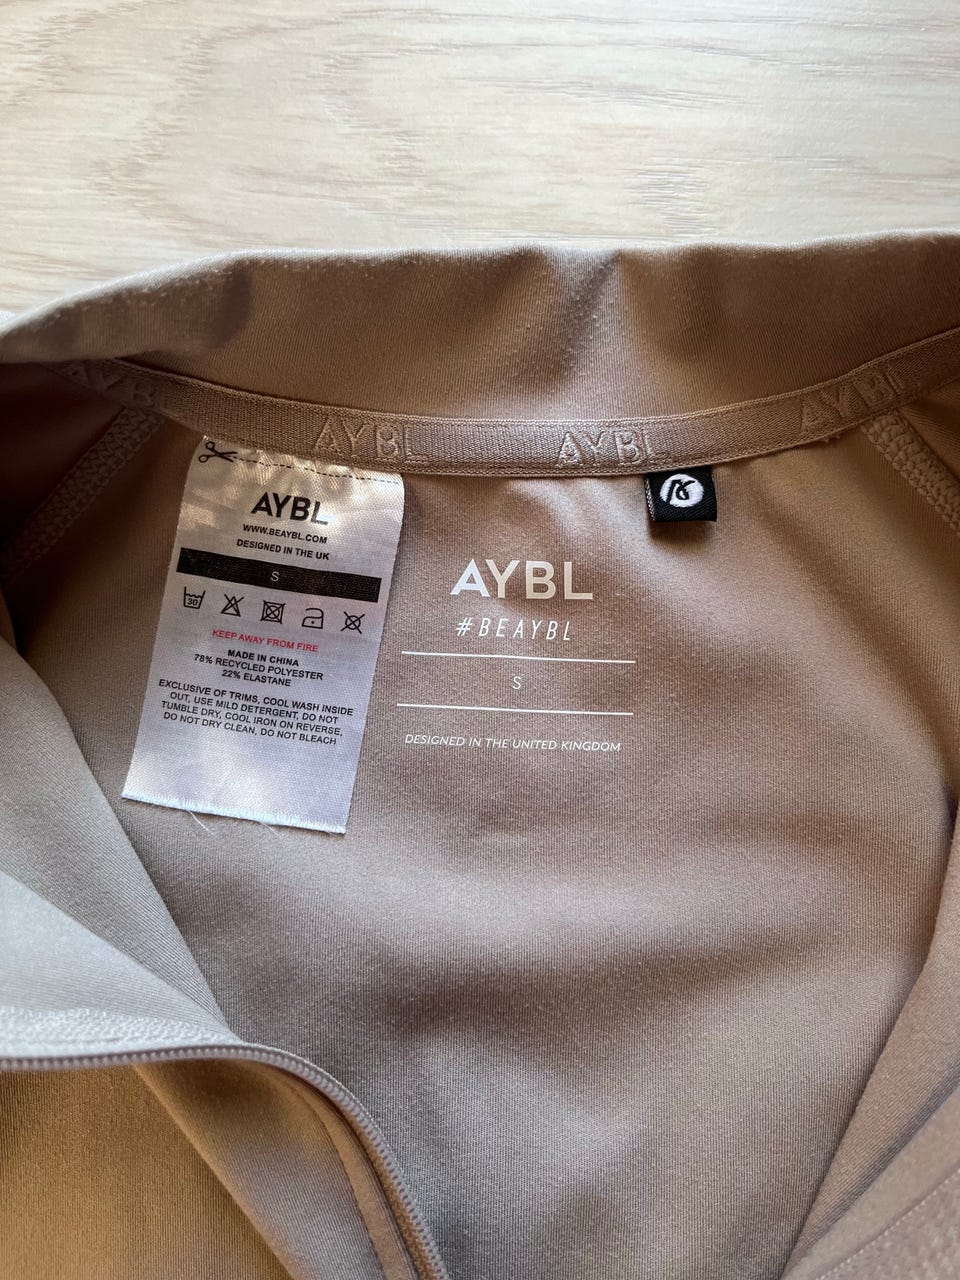 AYBL AYBL AYBL AYBL
AYBL
WWW.BEAYBL.COM
DESIGNED IN THE UK
S
30
KEEP AWAY FROM FIRE
MADE IN CHINA
78% RECYCLED POLYESTER
22% ELASTANE
EXCLUSIVE OF TRIMS, COOL WASH INSIDE
OUT, USE MILD DETERGENT, DO NOT
TUMBLE DRY, COOL IRON ON REVERSE,
DO NOT DRY CLEAN, DO NOT BLEACH
AYBL
#BEAYBL
S
DESIGNED IN THE UNITED KINGDOM